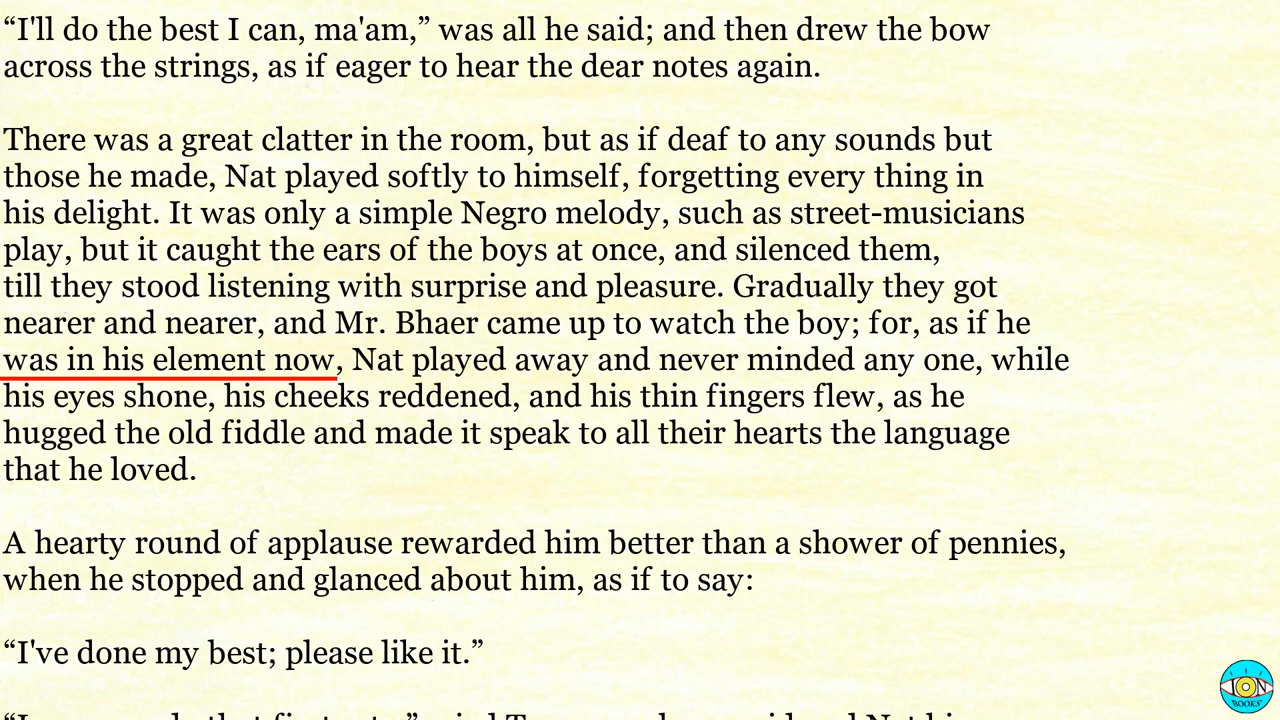 “I'll do the best I can, ma'am,” was all he said; and then drew the bow
across the strings, as if eager to hear the dear notes again.
There was a great clatter in the room, but as if deaf to any sounds but
those he made, Nat played softly to himself, forgetting every thing in
his delight. It was only a simple Negro melody, such as street-musicians
play, but it caught the ears of the boys at once, and silenced them,
till they stood listening with surprise and pleasure. Gradually they got
nearer and nearer, and Mr. Bhaer came up to watch the boy; for, as if he
was in his element now, Nat played away and never minded any one, while
his eyes shone, his cheeks reddened, and his thin fingers flew, as he
hugged the old fiddle and made it speak to all their hearts the language
that he loved.
A hearty round of applause rewarded him better than a shower of pennies,
when he stopped and glanced about him, as if to say:
“I've done my best; please like it.”
ION
BOOKS